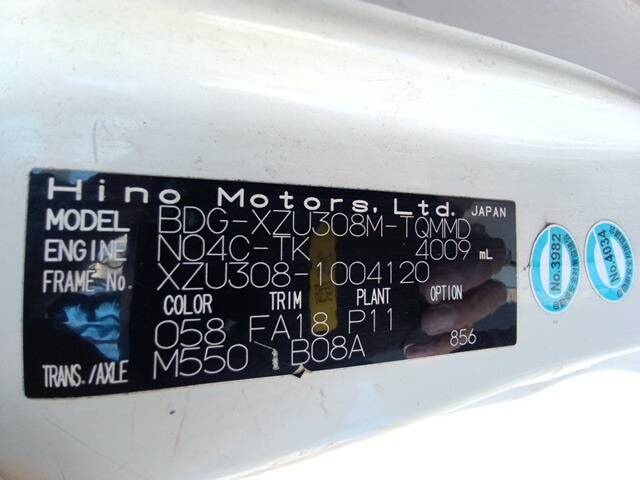 Hino Motors, Ltd. JAPAN
MODEL BDG-XZU308M-TQMMD
ENGINE N04C-TK 4009 mL
FRAME No. XZU308-1004120
COLOR TRIM PLANT OPTION
058 FA18 P11 856
TRANS./AXLE M550 B08A
No.3982
No.4634